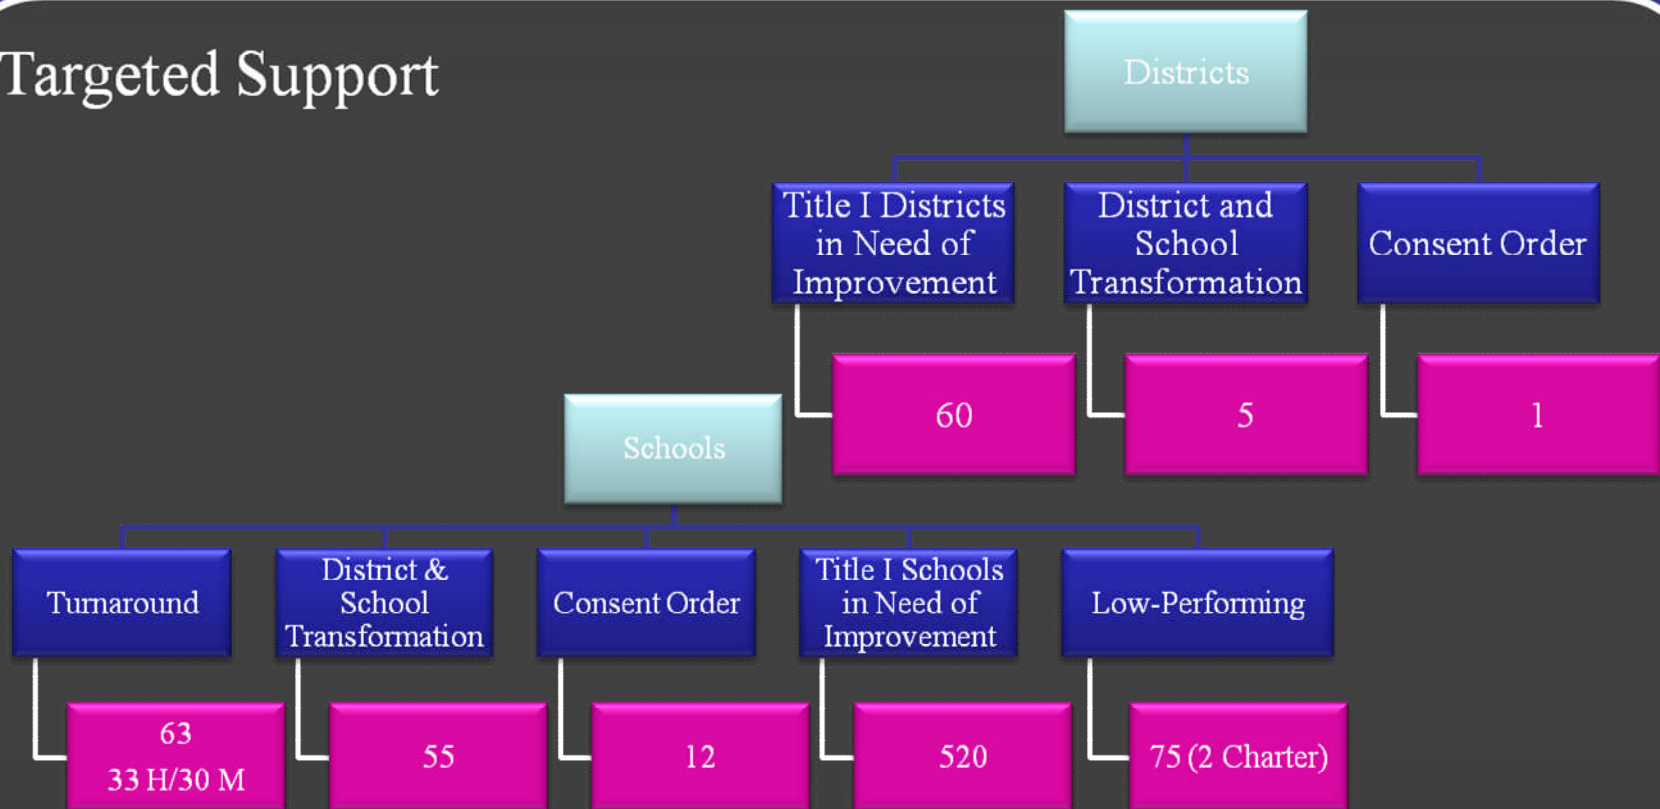 Targeted Support
Districts
Title I Districts
in Need of
Improvement
District and
School
Transformation
Consent Order
60
5
1
Schools
Turnaround
District &
School
Transformation
Consent Order
Title I Schools
in Need of
Improvement
Low-Performing
63
33 H/30 M
55
12
520
75 (2 Charter)